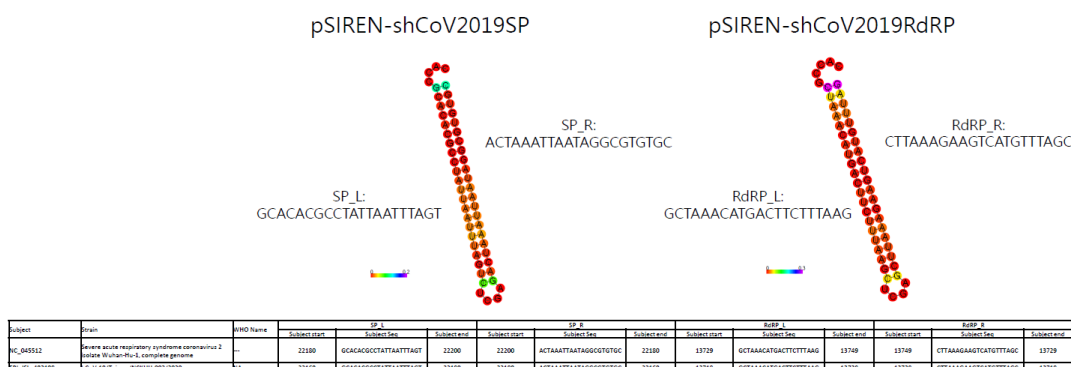 pSIREN-shCoV2019SP
pSIREN-shCoV2019RdRP
SP_R:
ACTAAATTAATAGGCGTGTGC
SP_L:
GCACACGCCTATTAATTTAGT
RdRP_R:
CTTAAAGAAGTCATGTTTAGC
RdRP_L:
GCTAAACATGACTTCTTTAAG
Subject Strain WHO Name SP_L SP_R RdRP_L RdRP_R
Subject start Subject Seq Subject end Subject start Subject Seq Subject end Subject start Subject Seq Subject end Subject start Subject Seq Subject end
NC_045512 Severe acute respiratory syndrome coronavirus 2 isolate Wuhan-Hu-1, complete genome --- 22180 GCACACGCCTATTAATTTAGT 22200 22200 ACTAAATTAATAGGCGTGTGC 22180 13729 GCTAAACATGACTTCTTTAAG 13749 13749 CTTAAAGAAGTCATGTTTAGC 13729